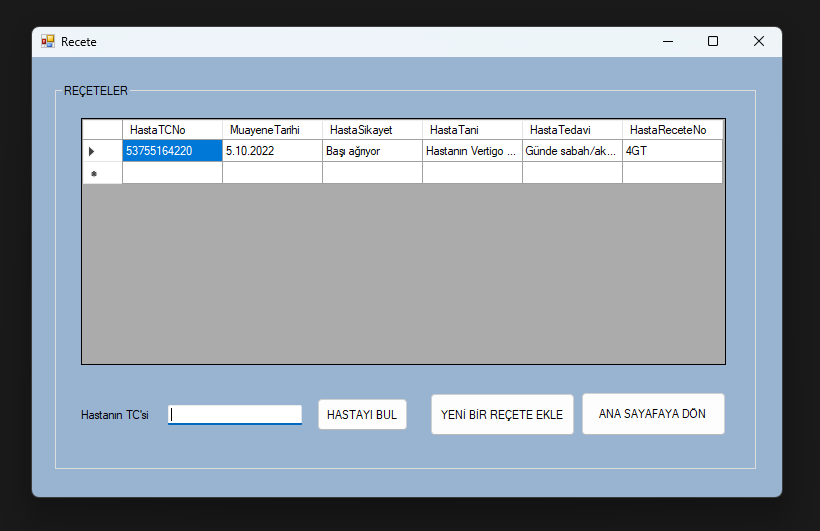 Recete
REÇETELER
HastaTCNo MuayeneTarihi HastaSikayet HastaTani HastaTedavi HastaReceteNo
53755164220 5.10.2022 Başı ağrıyor Hastanın Vertigo ... Günde sabah/ak... 4GT
Hastanın TC'si HASTAYI BUL YENİ BİR REÇETE EKLE ANA SAYAFAYA DÖN